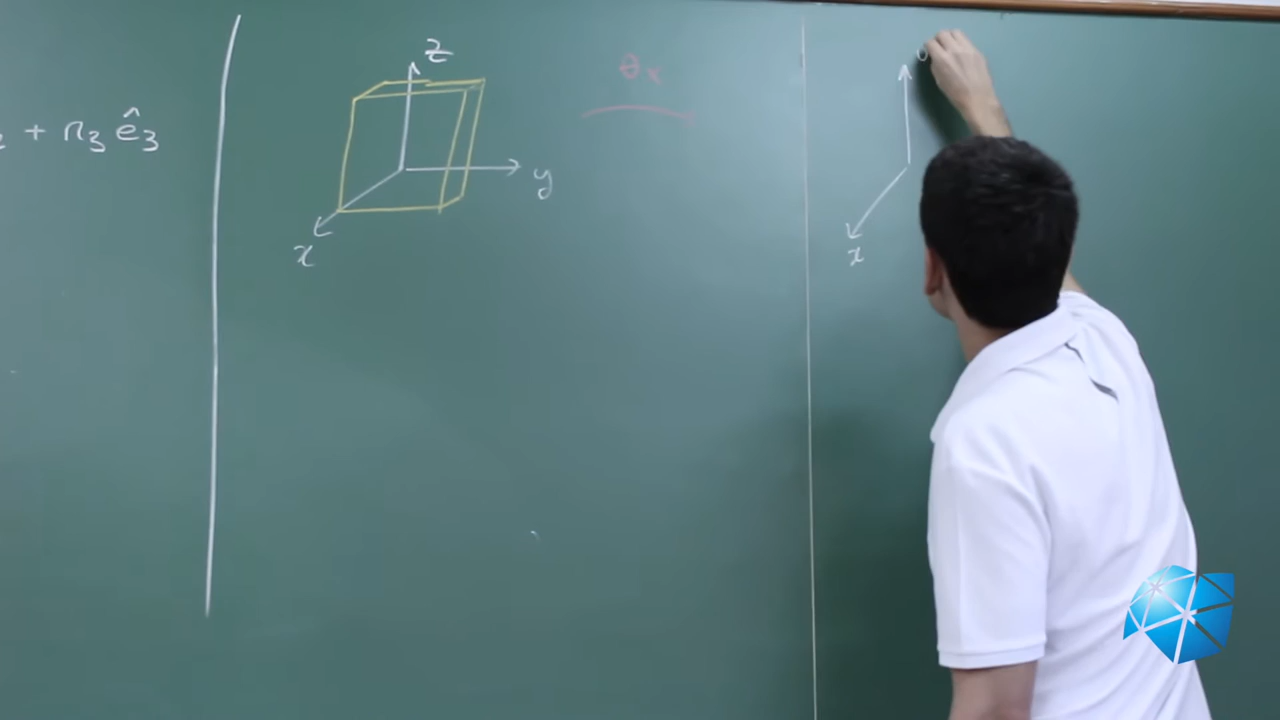 + n₃ ê₃
z
y
x
θₓ
x